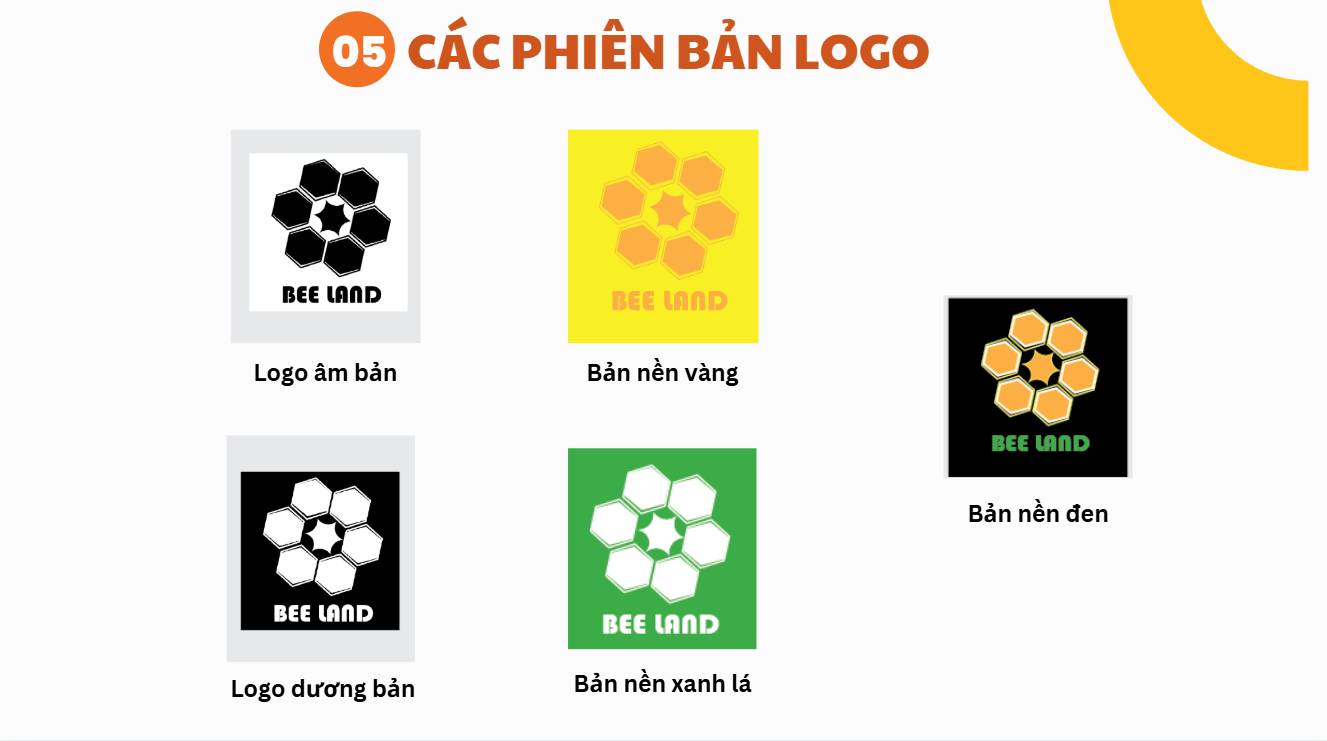 05 CÁC PHIÊN BẢN LOGO
BEE LAND
Logo âm bản
BEE LAND
Bản nền vàng
BEE LAND
Bản nền đen
BEE LAND
Logo dương bản
BEE LAND
Bản nền xanh lá